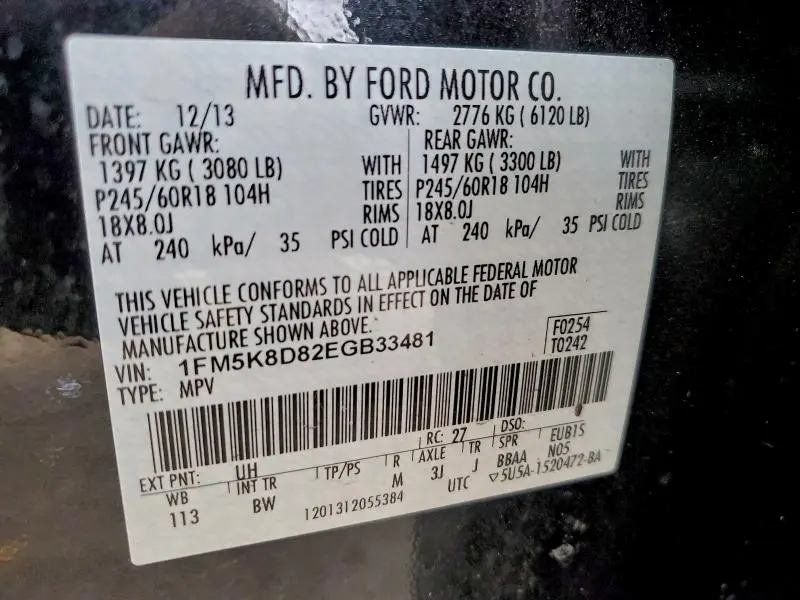 MFD. BY FORD MOTOR CO.
DATE: 12/13 GVWR: 2776 KG ( 6120 LB)
FRONT GAWR: REAR GAWR:
1397 KG ( 3080 LB) WITH 1497 KG ( 3300 LB) WITH
P245/60R18 104H TIRES P245/60R18 104H TIRES
18X8.0J RIMS 18X8.0J RIMS
AT 240 kPa/ 35 PSI COLD AT 240 kPa/ 35 PSI COLD
THIS VEHICLE CONFORMS TO ALL APPLICABLE FEDERAL MOTOR
VEHICLE SAFETY STANDARDS IN EFFECT ON THE DATE OF
MANUFACTURE SHOWN ABOVE.
VIN: 1FM5K8D82EGB33481 F0254
TYPE: MPV T0242
EXT PNT: UH RC: 27 DSO:
WB INT TR TP/PS R AXLE TR SPR EUB1S
113 BW M 3J J BBAA N05
1201312055384 UTC ▽5U5A-1520472-BA